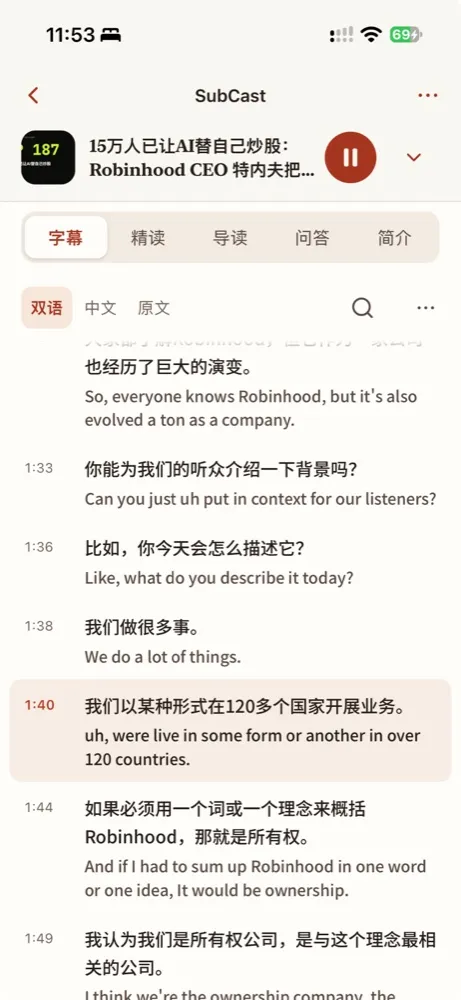 11:53
69
SubCast
187
15万人已让AI替自己炒股：
Robinhood CEO 特内夫把...
字幕 精读 导读 问答 简介
双语 中文 原文
也经历了巨大的演变。
So, everyone knows Robinhood, but it's also
evolved a ton as a company.
1:33 你能为我们的听众介绍一下背景吗？
Can you just uh put in context for our listeners?
1:36 比如，你今天会怎么描述它？
Like, what do you describe it today?
1:38 我们做很多事。
We do a lot of things.
1:40 我们以某种形式在120多个国家开展业务。
uh, were live in some form or another in over
120 countries.
1:44 如果必须用一个词或一个理念来概括
Robinhood，那就是所有权。
And if I had to sum up Robinhood in one word
or one idea, It would be ownership.
1:49 我认为我们是所有权公司，是与这个理念最相
关的公司。
I think we're the ownership company, the